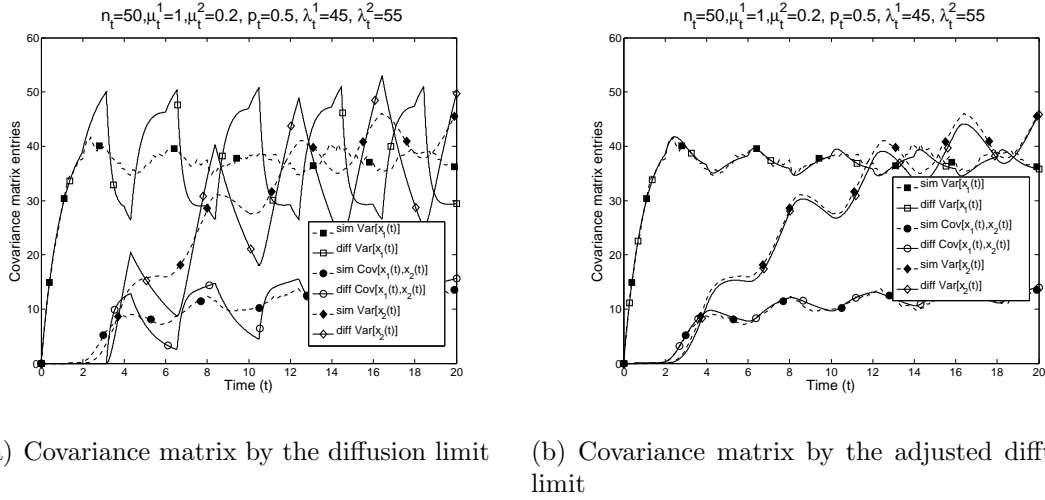 n_t=50,μ_t^1=1,μ_t^2=0.2, p_t=0.5, λ_t^1=45, λ_t^2=55
60
50
40
30
20
10
0
Covariance matrix entries
sim Var[x_1(t)]
diff Var[x_1(t)]
sim Cov[x_1(t),x_2(t)]
diff Cov[x_1(t),x_2(t)]
sim Var[x_2(t)]
diff Var[x_2(t)]
0 2 4 6 8 10 12 14 16 18 20
Time (t)
n_t=50,μ_t^1=1,μ_t^2=0.2, p_t=0.5, λ_t^1=45, λ_t^2=55
60
50
40
30
20
10
0
Covariance matrix entries
sim Var[x_1(t)]
diff Var[x_1(t)]
sim Cov[x_1(t),x_2(t)]
diff Cov[x_1(t),x_2(t)]
sim Var[x_2(t)]
diff Var[x_2(t)]
0 2 4 6 8 10 12 14 16 18 20
Time (t)
) Covariance matrix by the diffusion limit
(b) Covariance matrix by the adjusted diffu
limit